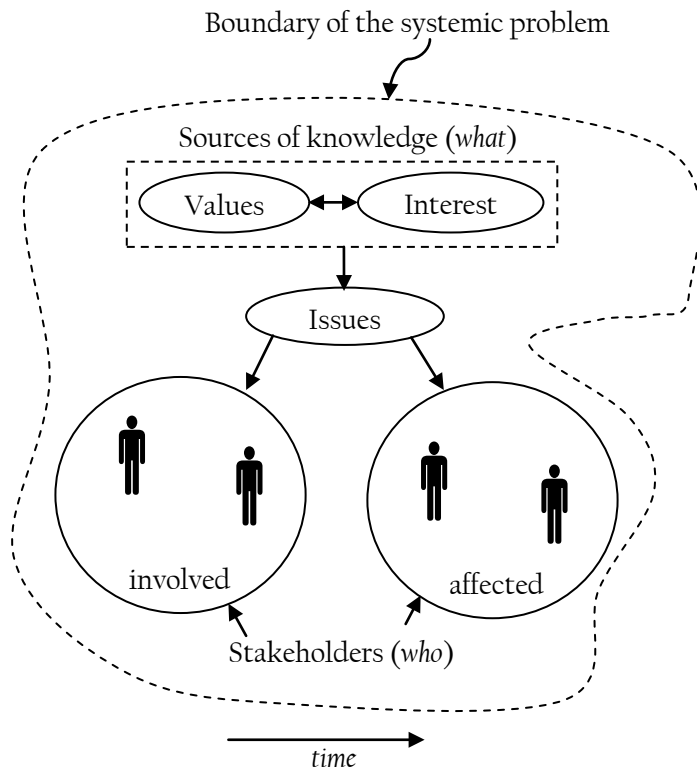 Boundary of the systemic problem
Sources of knowledge (what)
Values
Interest
Issues
involved
affected
Stakeholders (who)
time